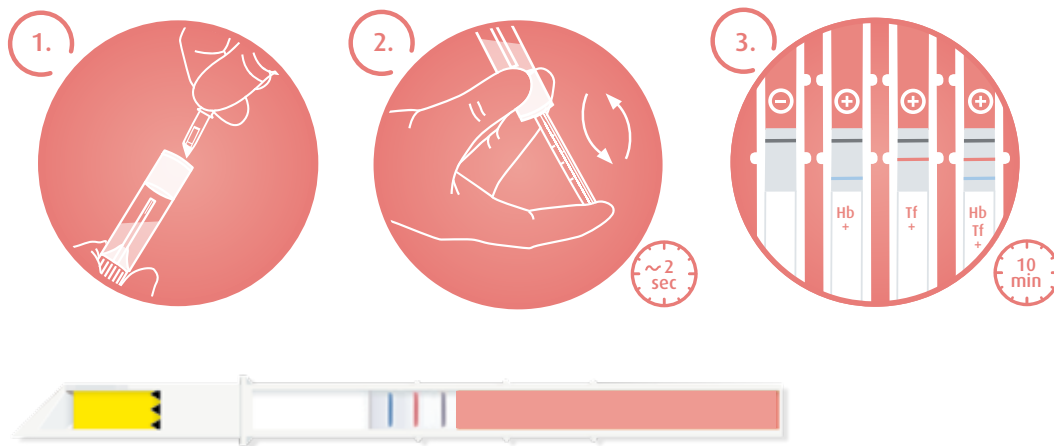 1.
2.
~ 2
sec
3.
−
+
+
+
Hb
+
Tf
+
Hb
Tf
+
10
min